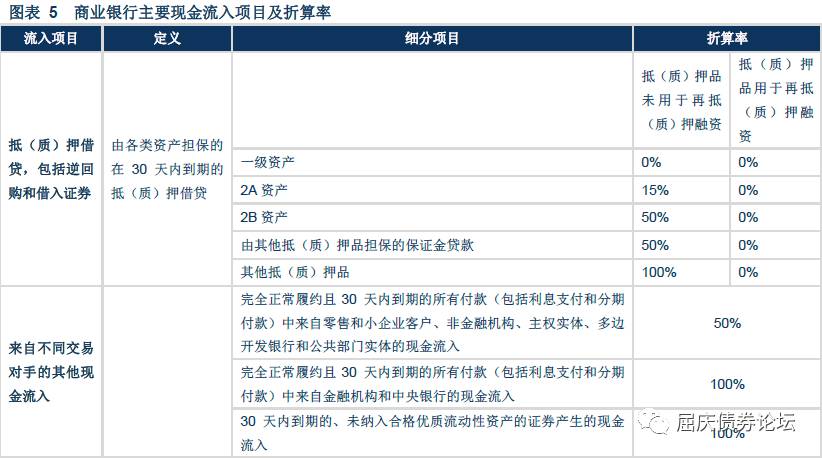 图表 5 商业银行主要现金流入项目及折算率
流入项目 定义 细分项目 折算率
抵（质）押借
贷，包括逆回
购和借入证券
由各类资产担保的
在 30 天内到期的
抵（质）押借贷
抵（质）押品
未用于再抵
（质）押融资
抵（质）押
品用于再抵
（质）押融
资
一级资产 0% 0%
2A 资产 15% 0%
2B 资产 50% 0%
由其他抵（质）押品担保的保证金贷款 50% 0%
其他抵（质）押品 100% 0%
来自不同交易
对手的其他现
金流入
完全正常履约且 30 天内到期的所有付款（包括利息支付和分期
付款）中来自零售和小企业客户、非金融机构、主权实体、多边
开发银行和公共部门实体的现金流入
50%
完全正常履约且 30 天内到期的所有付款（包括利息支付和分期
付款）中来自金融机构和中央银行的现金流入
100%
30 天内到期的、未纳入合格优质流动性资产的证券产生的现金
流入
100%
屈庆债券论坛